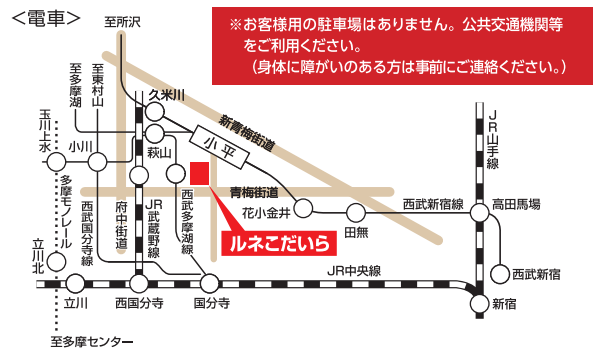 ＜電車＞
至所沢
※お客様用の駐車場はありません。公共交通機関等
をご利用ください。
（身体に障がいのある方は事前にご連絡ください。）
至多摩湖
至東村山
久米川
新青梅街道
玉川上水
小川
萩山
小平
JR山手線
青梅街道
多摩モノレール
西武国分寺線
府中街道
JR武蔵野線
西武多摩湖線
花小金井
田無
西武新宿線
高田馬場
ルネこだいら
立川北
JR中央線
西武新宿
立川
西国分寺
国分寺
新宿
至多摩センター